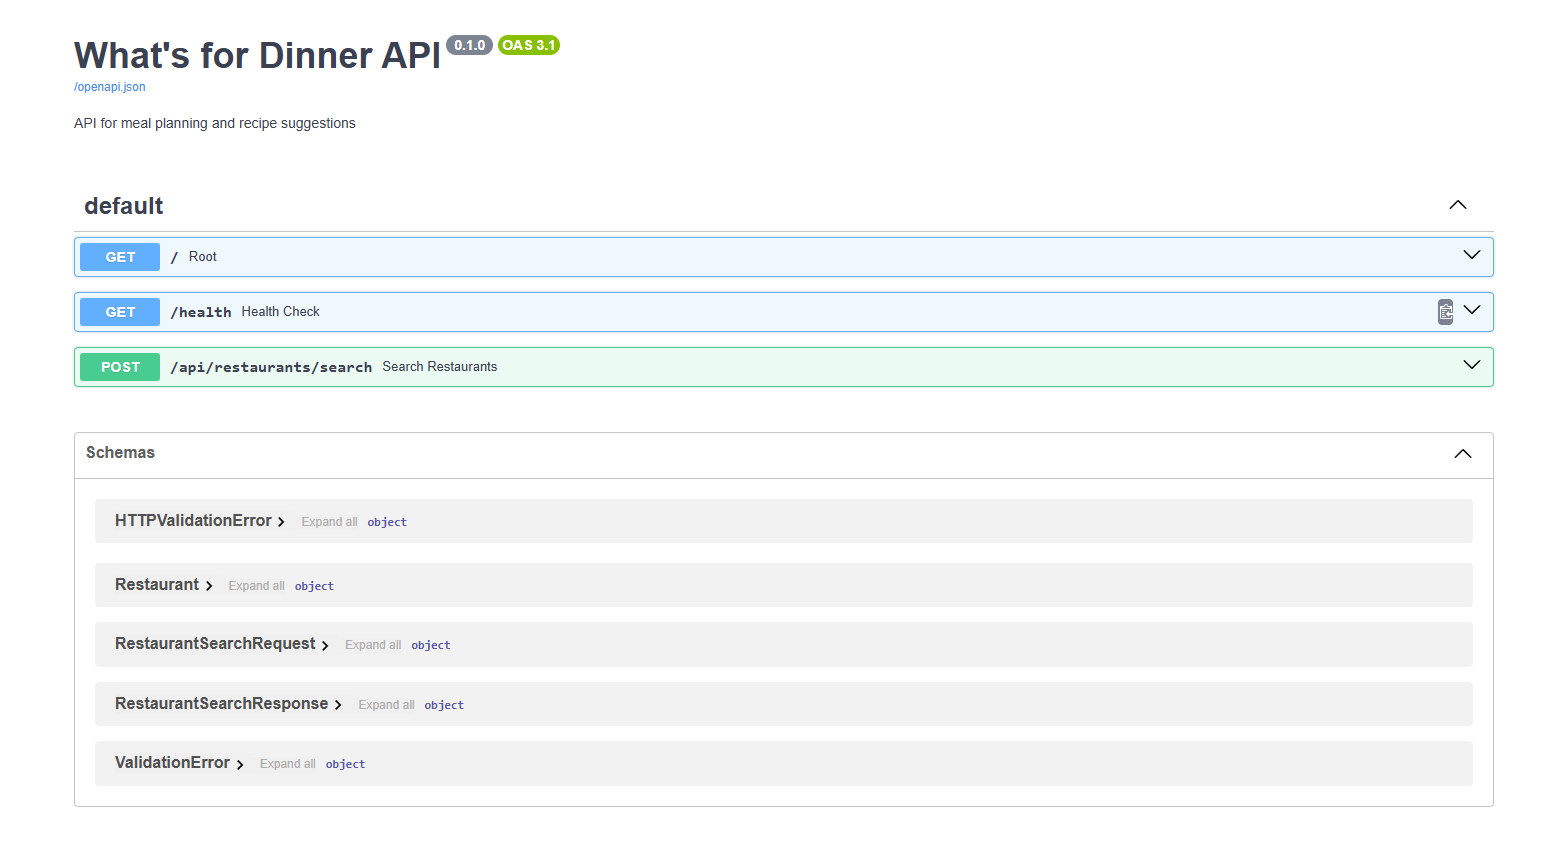 What's for Dinner API 0.1.0 OAS 3.1
/openapi.json
API for meal planning and recipe suggestions
default
GET / Root
GET /health Health Check
POST /api/restaurants/search Search Restaurants
Schemas
HTTPValidationError Expand all object
Restaurant Expand all object
RestaurantSearchRequest Expand all object
RestaurantSearchResponse Expand all object
ValidationError Expand all object